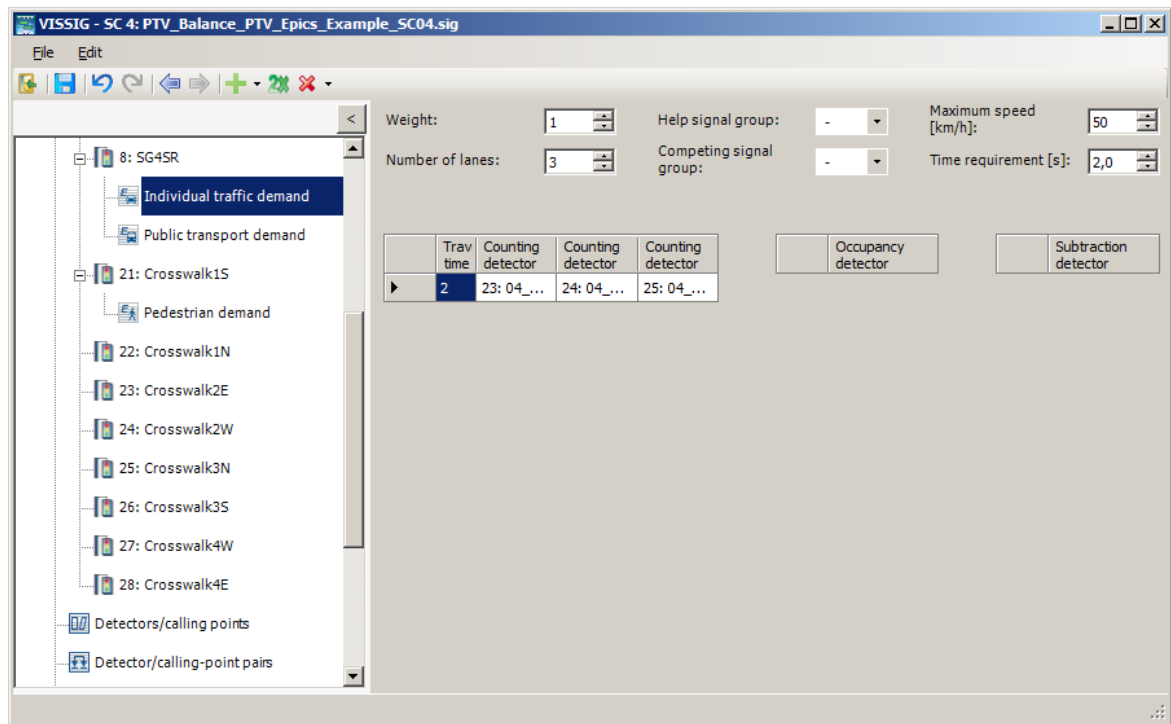 VISSIG - SC 4: PTV_Balance_PTV_Epics_Example_SC04.sig
File Edit
<
8: SG4SR
Individual traffic demand
Public transport demand
21: Crosswalk1S
Pedestrian demand
22: Crosswalk1N
23: Crosswalk2E
24: Crosswalk2W
25: Crosswalk3N
26: Crosswalk3S
27: Crosswalk4W
28: Crosswalk4E
Detectors/calling points
Detector/calling-point pairs
Weight: 1 Help signal group: - Maximum speed [km/h]: 50
Number of lanes: 3 Competing signal group: - Time requirement [s]: 2,0
Trav time Counting detector Counting detector Counting detector
2 23: 04_... 24: 04_... 25: 04_...
Occupancy detector
Subtraction detector